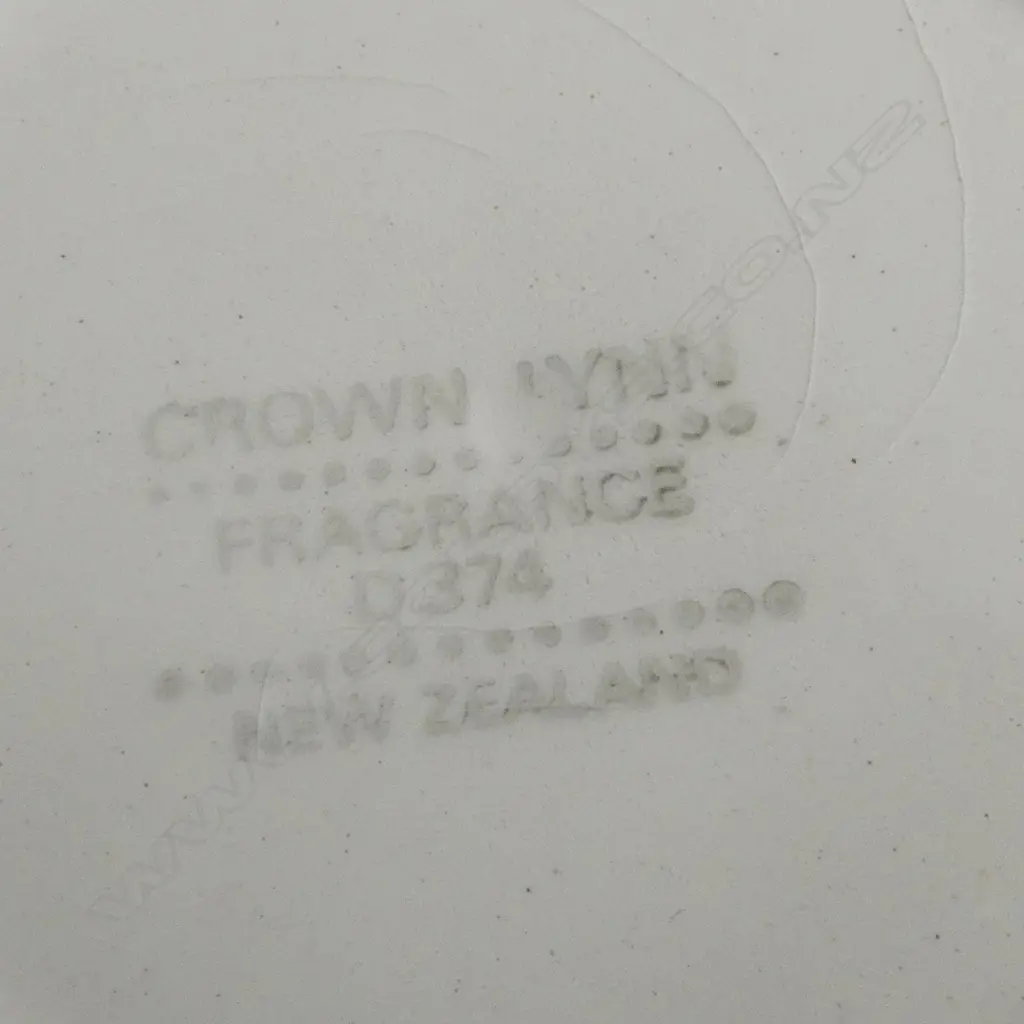 CROWN LYNN
FRAGRANCE
D374
NEW ZEALAND